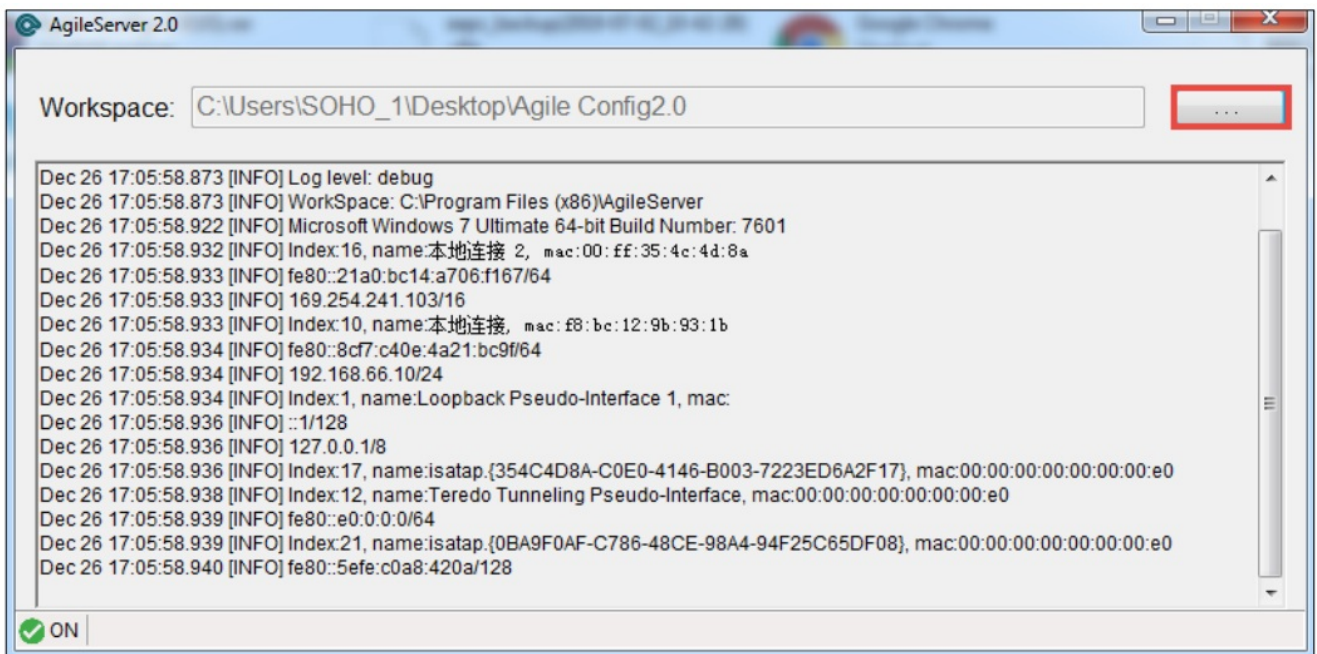 AgileServer 2.0
Workspace: C:\Users\SOHO_1\Desktop\Agile Config2.0
...
Dec 26 17:05:58.873 [INFO] Log level: debug
Dec 26 17:05:58.873 [INFO] WorkSpace: C:\Program Files (x86)\AgileServer
Dec 26 17:05:58.922 [INFO] Microsoft Windows 7 Ultimate 64-bit Build Number: 7601
Dec 26 17:05:58.932 [INFO] Index:16, name:本地连接 2, mac:00:ff:35:4c:4d:8a
Dec 26 17:05:58.933 [INFO] fe80::21a0:bc14:a706:f167/64
Dec 26 17:05:58.933 [INFO] 169.254.241.103/16
Dec 26 17:05:58.933 [INFO] Index:10, name:本地连接, mac:f8:bc:12:9b:93:1b
Dec 26 17:05:58.934 [INFO] fe80::8cf7:c40e:4a21:bc9f/64
Dec 26 17:05:58.934 [INFO] 192.168.66.10/24
Dec 26 17:05:58.934 [INFO] Index:1, name:Loopback Pseudo-Interface 1, mac:
Dec 26 17:05:58.936 [INFO] ::1/128
Dec 26 17:05:58.936 [INFO] 127.0.0.1/8
Dec 26 17:05:58.936 [INFO] Index:17, name:isatap.{354C4D8A-C0E0-4146-B003-7223ED6A2F17}, mac:00:00:00:00:00:00:00:e0
Dec 26 17:05:58.938 [INFO] Index:12, name:Teredo Tunneling Pseudo-Interface, mac:00:00:00:00:00:00:00:e0
Dec 26 17:05:58.939 [INFO] fe80::e0:0:0:0/64
Dec 26 17:05:58.939 [INFO] Index:21, name:isatap.{0BA9F0AF-C786-48CE-98A4-94F25C65DF08}, mac:00:00:00:00:00:00:00:e0
Dec 26 17:05:58.940 [INFO] fe80::5efe:c0a8:420a/128
ON